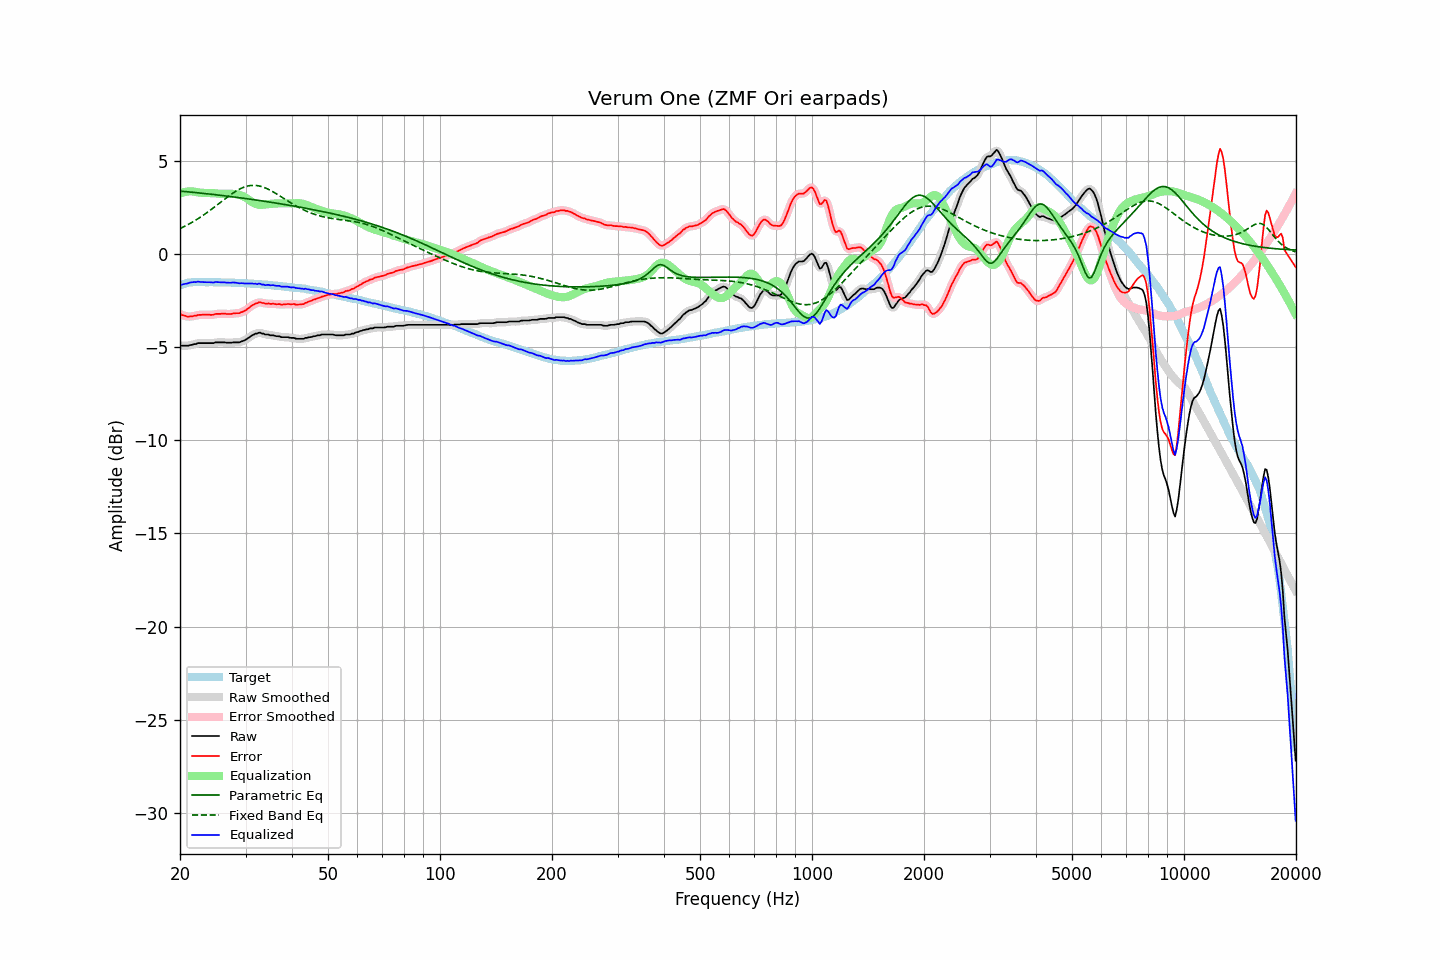 Verum One (ZMF Ori earpads)
Amplitude (dBr)
5
0
−5
−10
−15
−20
−25
−30
Target
Raw Smoothed
Error Smoothed
Raw
Error
Equalization
Parametric Eq
Fixed Band Eq
Equalized
20 50 100 200 500 1000 2000 5000 10000 20000
Frequency (Hz)